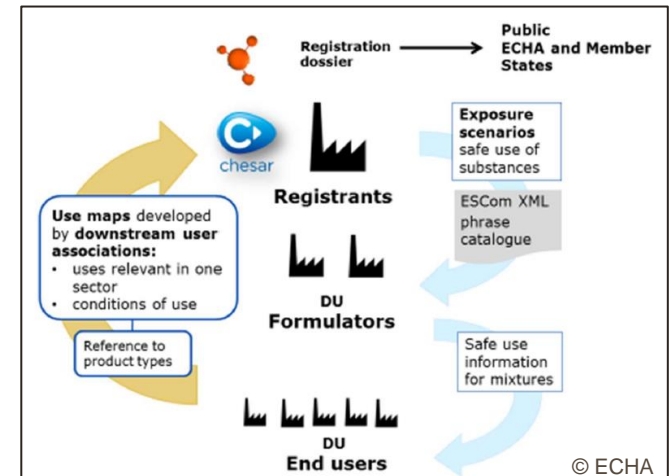 Registration
dossier
Public
ECHA and Member
States
chesar
Registrants
Exposure
scenarios
safe use of
substances
ESCom XML
phrase
catalogue
Use maps developed
by downstream user
associations:
• uses relevant in one
sector
• conditions of use
Reference to
product types
DU
Formulators
Safe use
information
for mixtures
DU
End users
© ECHA